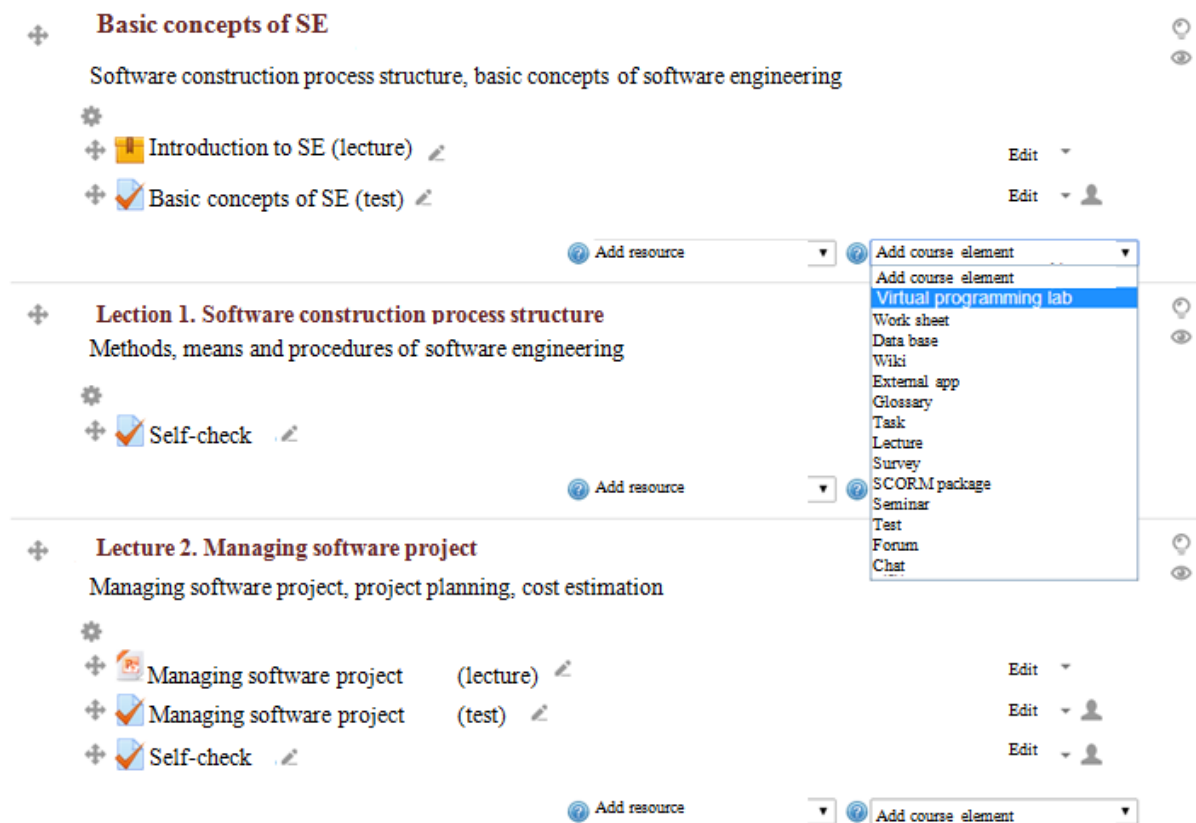 Basic concepts of SE
Software construction process structure, basic concepts of software engineering
Introduction to SE (lecture)
Edit
Basic concepts of SE (test)
Edit
Add resource
Add course element
Add course element
Virtual programming lab
Work sheet
Data base
Wiki
External app
Glossary
Task
Lecture
Survey
SCORM package
Seminar
Test
Forum
Chat
Lection 1. Software construction process structure
Methods, means and procedures of software engineering
Self-check
Add resource
Lecture 2. Managing software project
Managing software project, project planning, cost estimation
Managing software project (lecture)
Edit
Managing software project (test)
Edit
Self-check
Edit
Add resource
Add course element